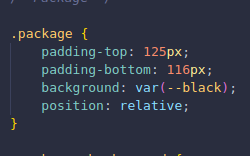 .package {
padding-top: 125px;
padding-bottom: 116px;
background: var(--black);
position: relative;
}